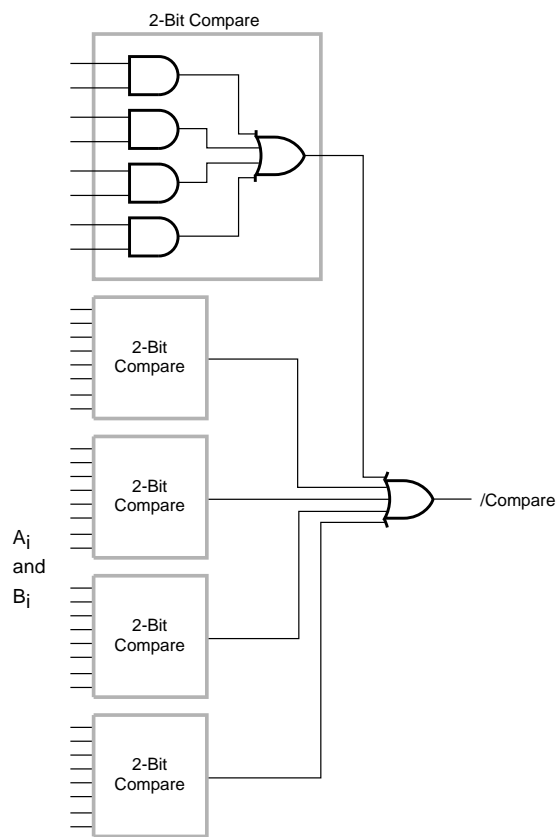 2-Bit Compare
2-Bit
Compare
2-Bit
Compare
/Compare
Ai
and
Bi
2-Bit
Compare
2-Bit
Compare